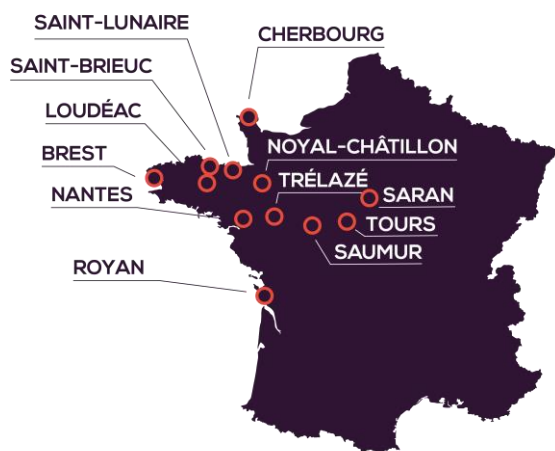 SAINT-LUNAIRE
CHERBOURG
SAINT-BRIEUC
LOUDÉAC
NOYAL-CHÂTILLON
BREST
TRÉLAZÉ
SARAN
NANTES
TOURS
SAUMUR
ROYAN